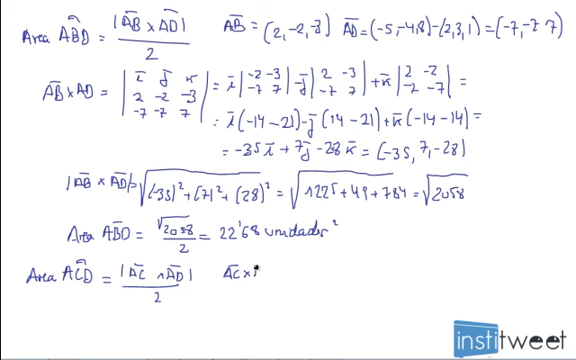 Area ABD = |AB x AD| / 2   AB = (2, -2, -3)   AD = (-5, -4, 8) - (2, 3, 1) = (-7, -7 7)
AB x AD = | i j k ; 2 -2 -3 ; -7 -7 7 | = i | -2 -3 ; -7 7 | - j | 2 -3 ; -7 7 | + k | 2 -2 ; -2 -7 | =
= i (-14 - 21) - j (14 - 21) + k (-14 - 14) =
= -35 i + 7 j - 28 k = (-35, 7, -28)
|AB x AD| = √(-35)² + (7)² + (28)² = √1225 + 49 + 784 = √2058
Area ABD = √2058 / 2 = 22'68 unidades²
Area ACD = |AC ∧ AD| / 2   AC x
institweet